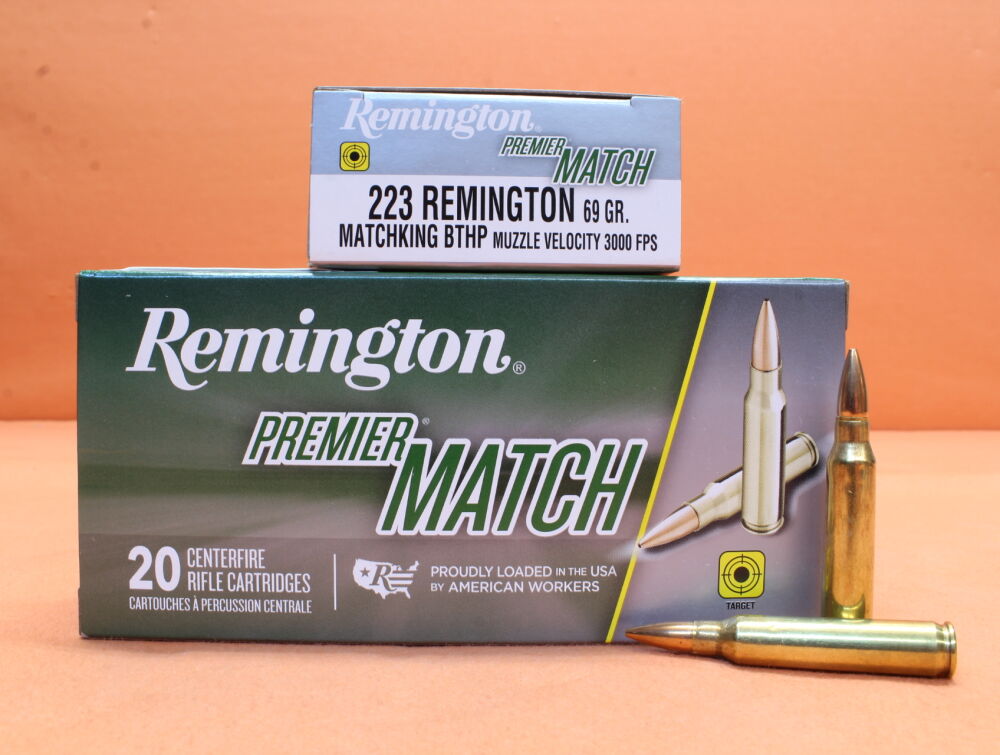 Remington®
PREMIER
MATCH
223 REMINGTON 69 GR.
MATCHKING BTHP MUZZLE VELOCITY 3000 FPS
Remington®
PREMIER®
MATCH
20 CENTERFIRE
RIFLE CARTRIDGES
CARTOUCHES À PERCUSSION CENTRALE
R
PROUDLY LOADED IN THE USA
BY AMERICAN WORKERS
TARGET